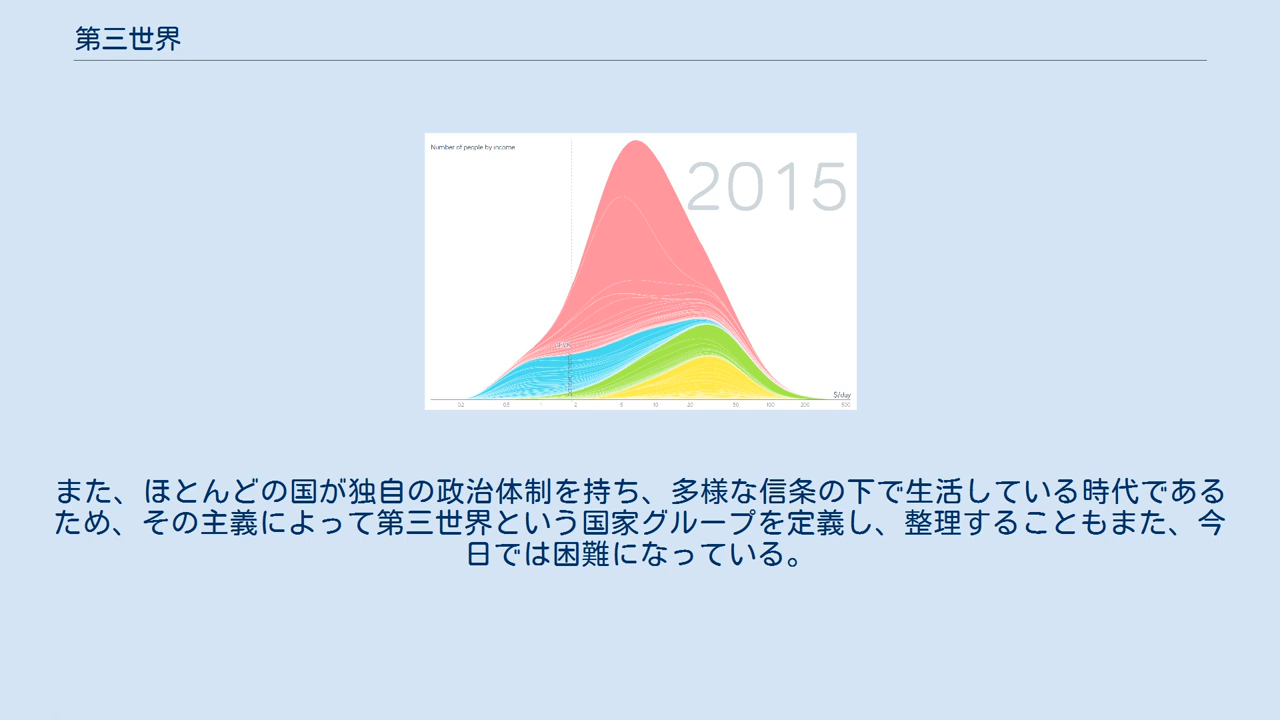 第三世界
Number of people by income
2015
$/day
0.2 0.5 1 2 5 10 20 50 100 200 500
また、ほとんどの国が独自の政治体制を持ち、多様な信条の下で生活している時代である
ため、その主義によって第三世界という国家グループを定義し、整理することもまた、今
日では困難になっている。